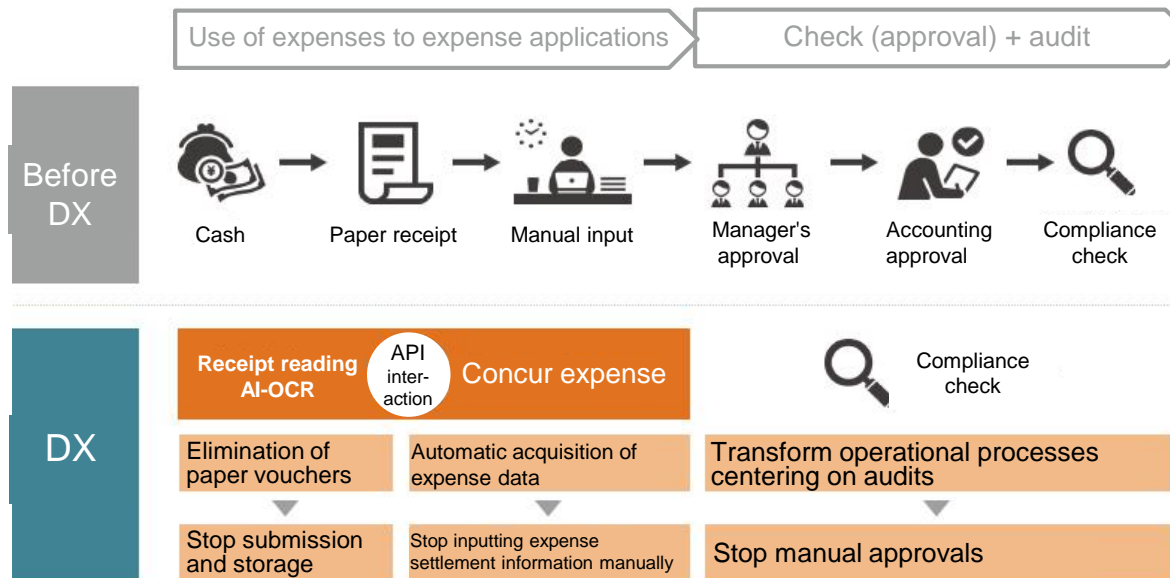 Use of expenses to expense applications
Check (approval) + audit
Before
DX
¥
Cash
Paper receipt
Manual input
Manager's
approval
Accounting
approval
Compliance
check
DX
Receipt reading
AI-OCR
API
inter-
action
Concur expense
Compliance
check
Elimination of
paper vouchers
Automatic acquisition of
expense data
Transform operational processes
centering on audits
Stop submission
and storage
Stop inputting expense
settlement information manually
Stop manual approvals